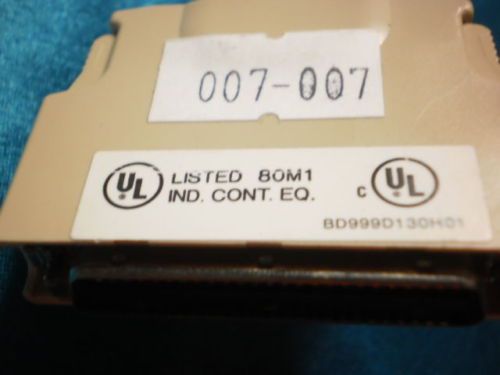 007-007
UL LISTED 80M1 C UL
IND. CONT. EQ.
BD999D130H01